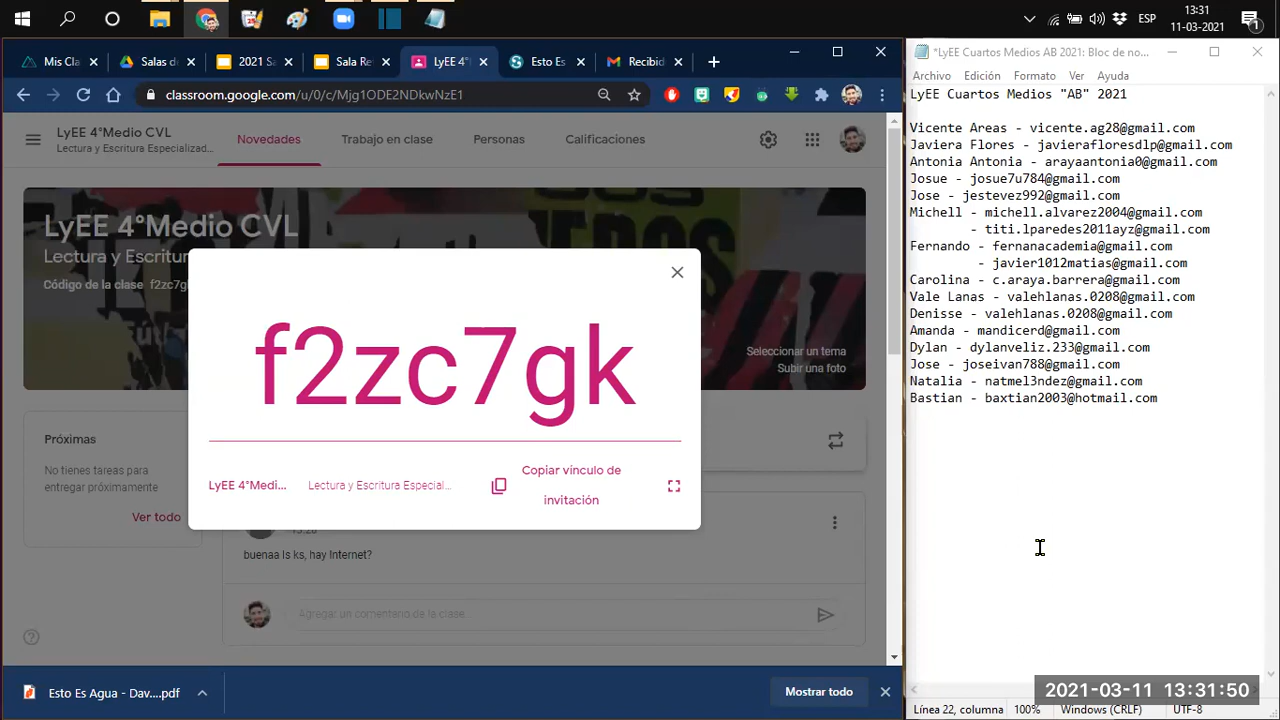 ESP
13:31
11-03-2021
1
Mis Cla
Salas d
2021 Sa
Sala Re
LyEE 4°
Esto Es
Recibid
classroom.google.com/u/0/c/Mjg1ODE2NDkwNzE1
LyEE 4°Medio CVL
Lectura y Escritura Especializad...
Novedades
Trabajo en clase
Personas
Calificaciones
LyEE 4°Medio CVL
Lectura y Escritur
Código de la clase f2zc7gk
Seleccionar un tema
Subir una foto
f2zc7gk
LyEE 4°Medi...
Lectura y Escritura Especial...
Copiar vínculo de
invitación
Próximas
No tienes tareas para
entregar próximamente
Ver todo
buenaa ls ks, hay Internet?
Agregar un comentario de la clase
Esto Es Agua - Dav....pdf
Mostrar todo
*LyEE Cuartos Medios AB 2021: Bloc de no...
Archivo Edición Formato Ver Ayuda
LyEE Cuartos Medios "AB" 2021
Vicente Areas - vicente.ag28@gmail.com
Javiera Flores - javierafloresdlp@gmail.com
Antonia Antonia - arayaantonia0@gmail.com
Josue - josue7u784@gmail.com
Jose - jestevez992@gmail.com
Michell - michell.alvarez2004@gmail.com
- titi.lparedes2011ayz@gmail.com
Fernando - fernanacademia@gmail.com
- javier1012matias@gmail.com
Carolina - c.araya.barrera@gmail.com
Vale Lanas - valehlanas.0208@gmail.com
Denisse - valehlanas.0208@gmail.com
Amanda - mandicerd@gmail.com
Dylan - dylanveliz.233@gmail.com
Jose - joseivan788@gmail.com
Natalia - natmel3ndez@gmail.com
Bastian - baxtian2003@hotmail.com
2021-03-11 13:31:50
Línea 22, columna
100%
Windows (CRLF)
UTF-8